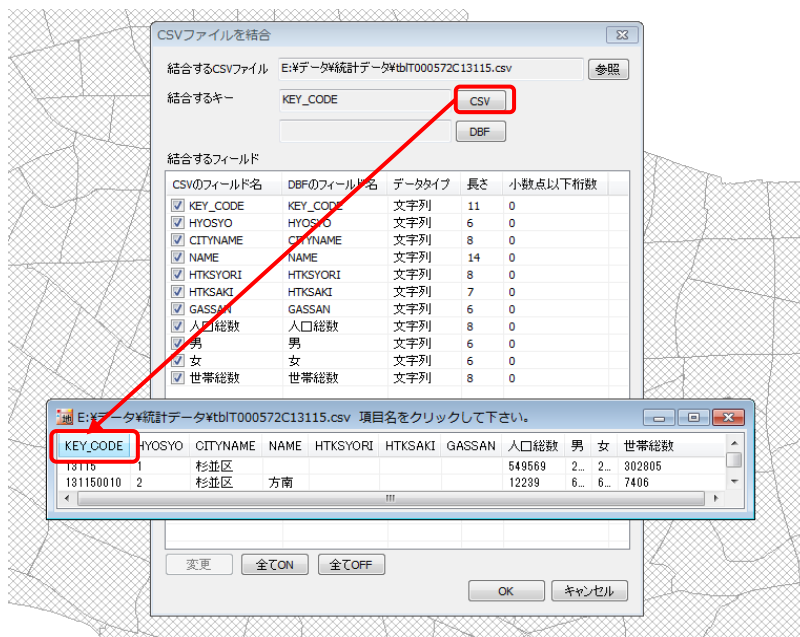 CSVファイルを結合
結合するCSVファイル E:¥データ¥統計データ¥tblT000572C13115.csv 参照
結合するキー KEY_CODE CSV
DBF
結合するフィールド
CSVのフィールド名 DBFのフィールド名 データタイプ 長さ 小数点以下桁数
KEY_CODE KEY_CODE 文字列 11 0
HYOSYO HYOSYO 文字列 6 0
CITYNAME CITYNAME 文字列 8 0
NAME NAME 文字列 14 0
HTKSYORI HTKSYORI 文字列 8 0
HTKSAKI HTKSAKI 文字列 7 0
GASSAN GASSAN 文字列 6 0
人口総数 人口総数 文字列 8 0
男 男 文字列 6 0
女 女 文字列 6 0
世帯総数 世帯総数 文字列 8 0
E:¥データ¥統計データ¥tblT000572C13115.csv 項目名をクリックして下さい。
KEY_CODE HYOSYO CITYNAME NAME HTKSYORI HTKSAKI GASSAN 人口総数 男 女 世帯総数
13115 1 杉並区 549569 2... 2... 302805
131150010 2 杉並区 方南 12239 6... 6... 7406
変更 全てON 全てOFF
OK キャンセル